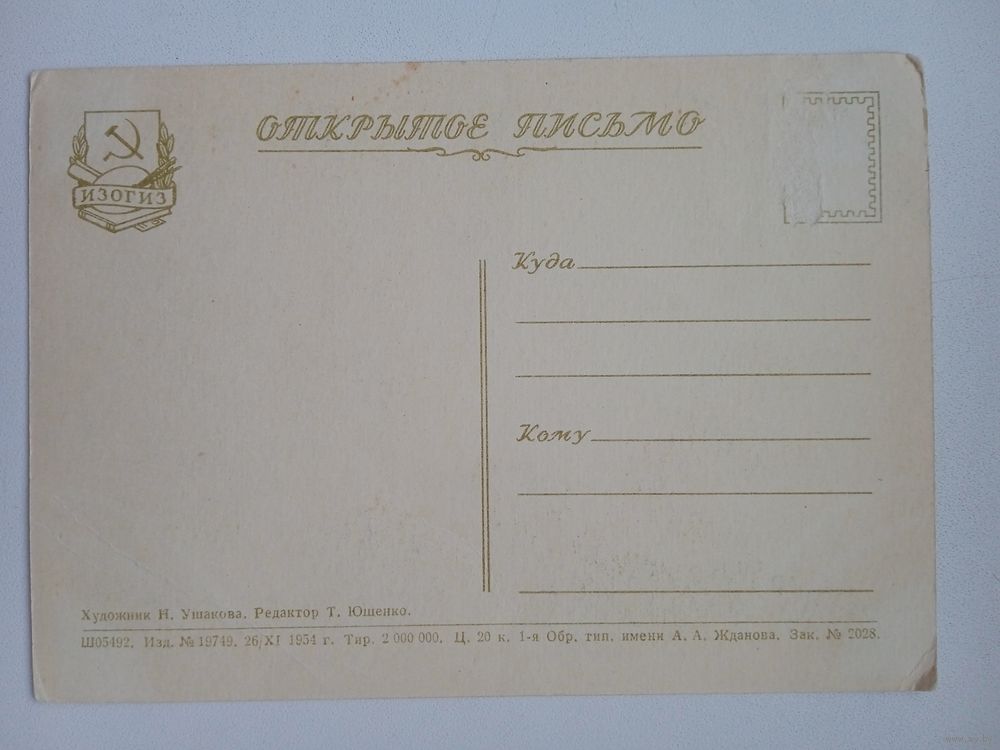 ОТКРЫТОЕ ПИСЬМО
ИЗОГИЗ
Куда
Кому
Художник Н. Ушакова. Редактор Т. Ющенко.
Ш05492. Изд. № 19749. 26/XI 1954 г. Тир. 2 000 000. Ц. 20 к. 1-я Обр. тип. имени А. А. Жданова. Зак. № 2028.